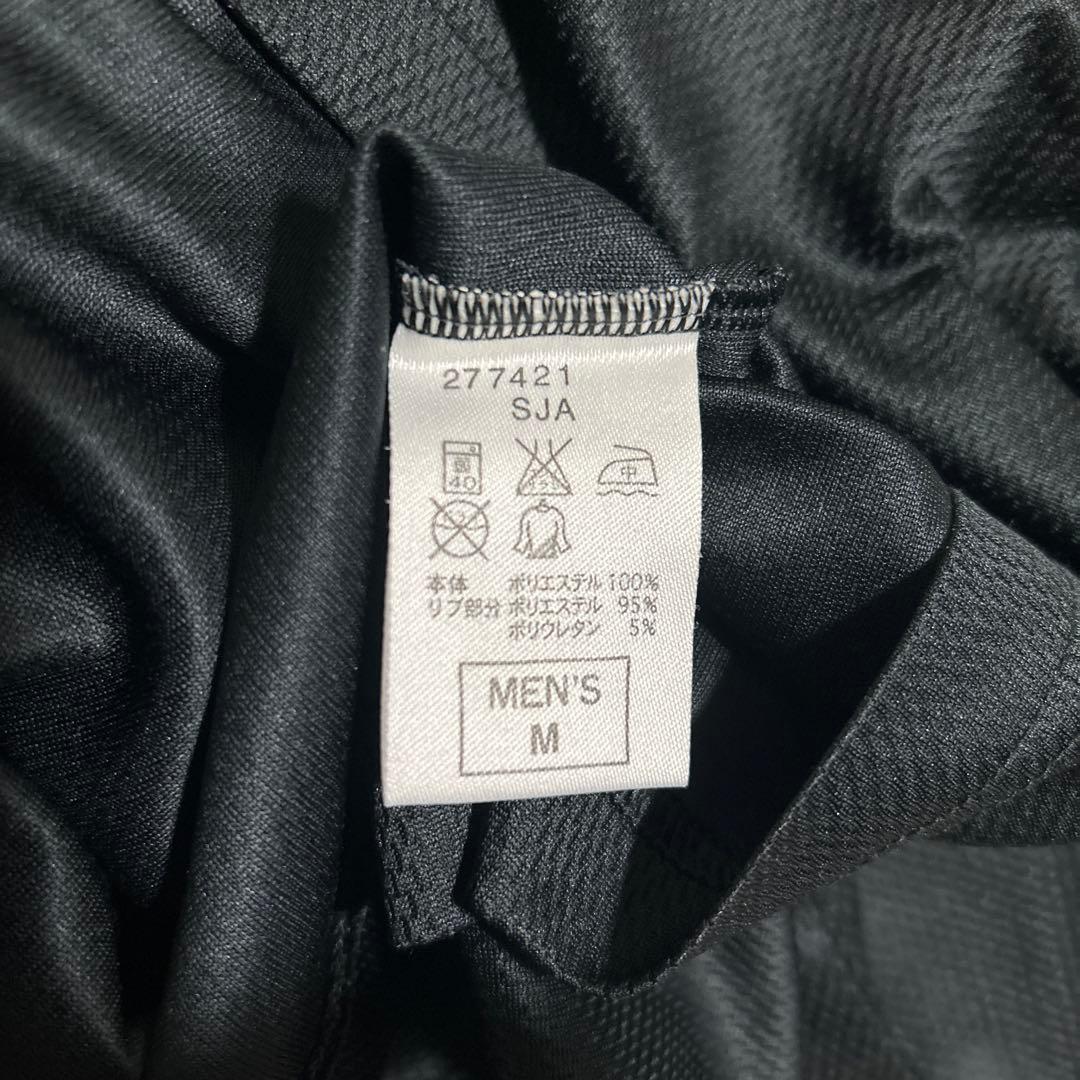 277421
SJA
40
中
本体 ポリエステル 100%
リブ部分 ポリエステル 95%
ポリウレタン 5%
MEN'S
M